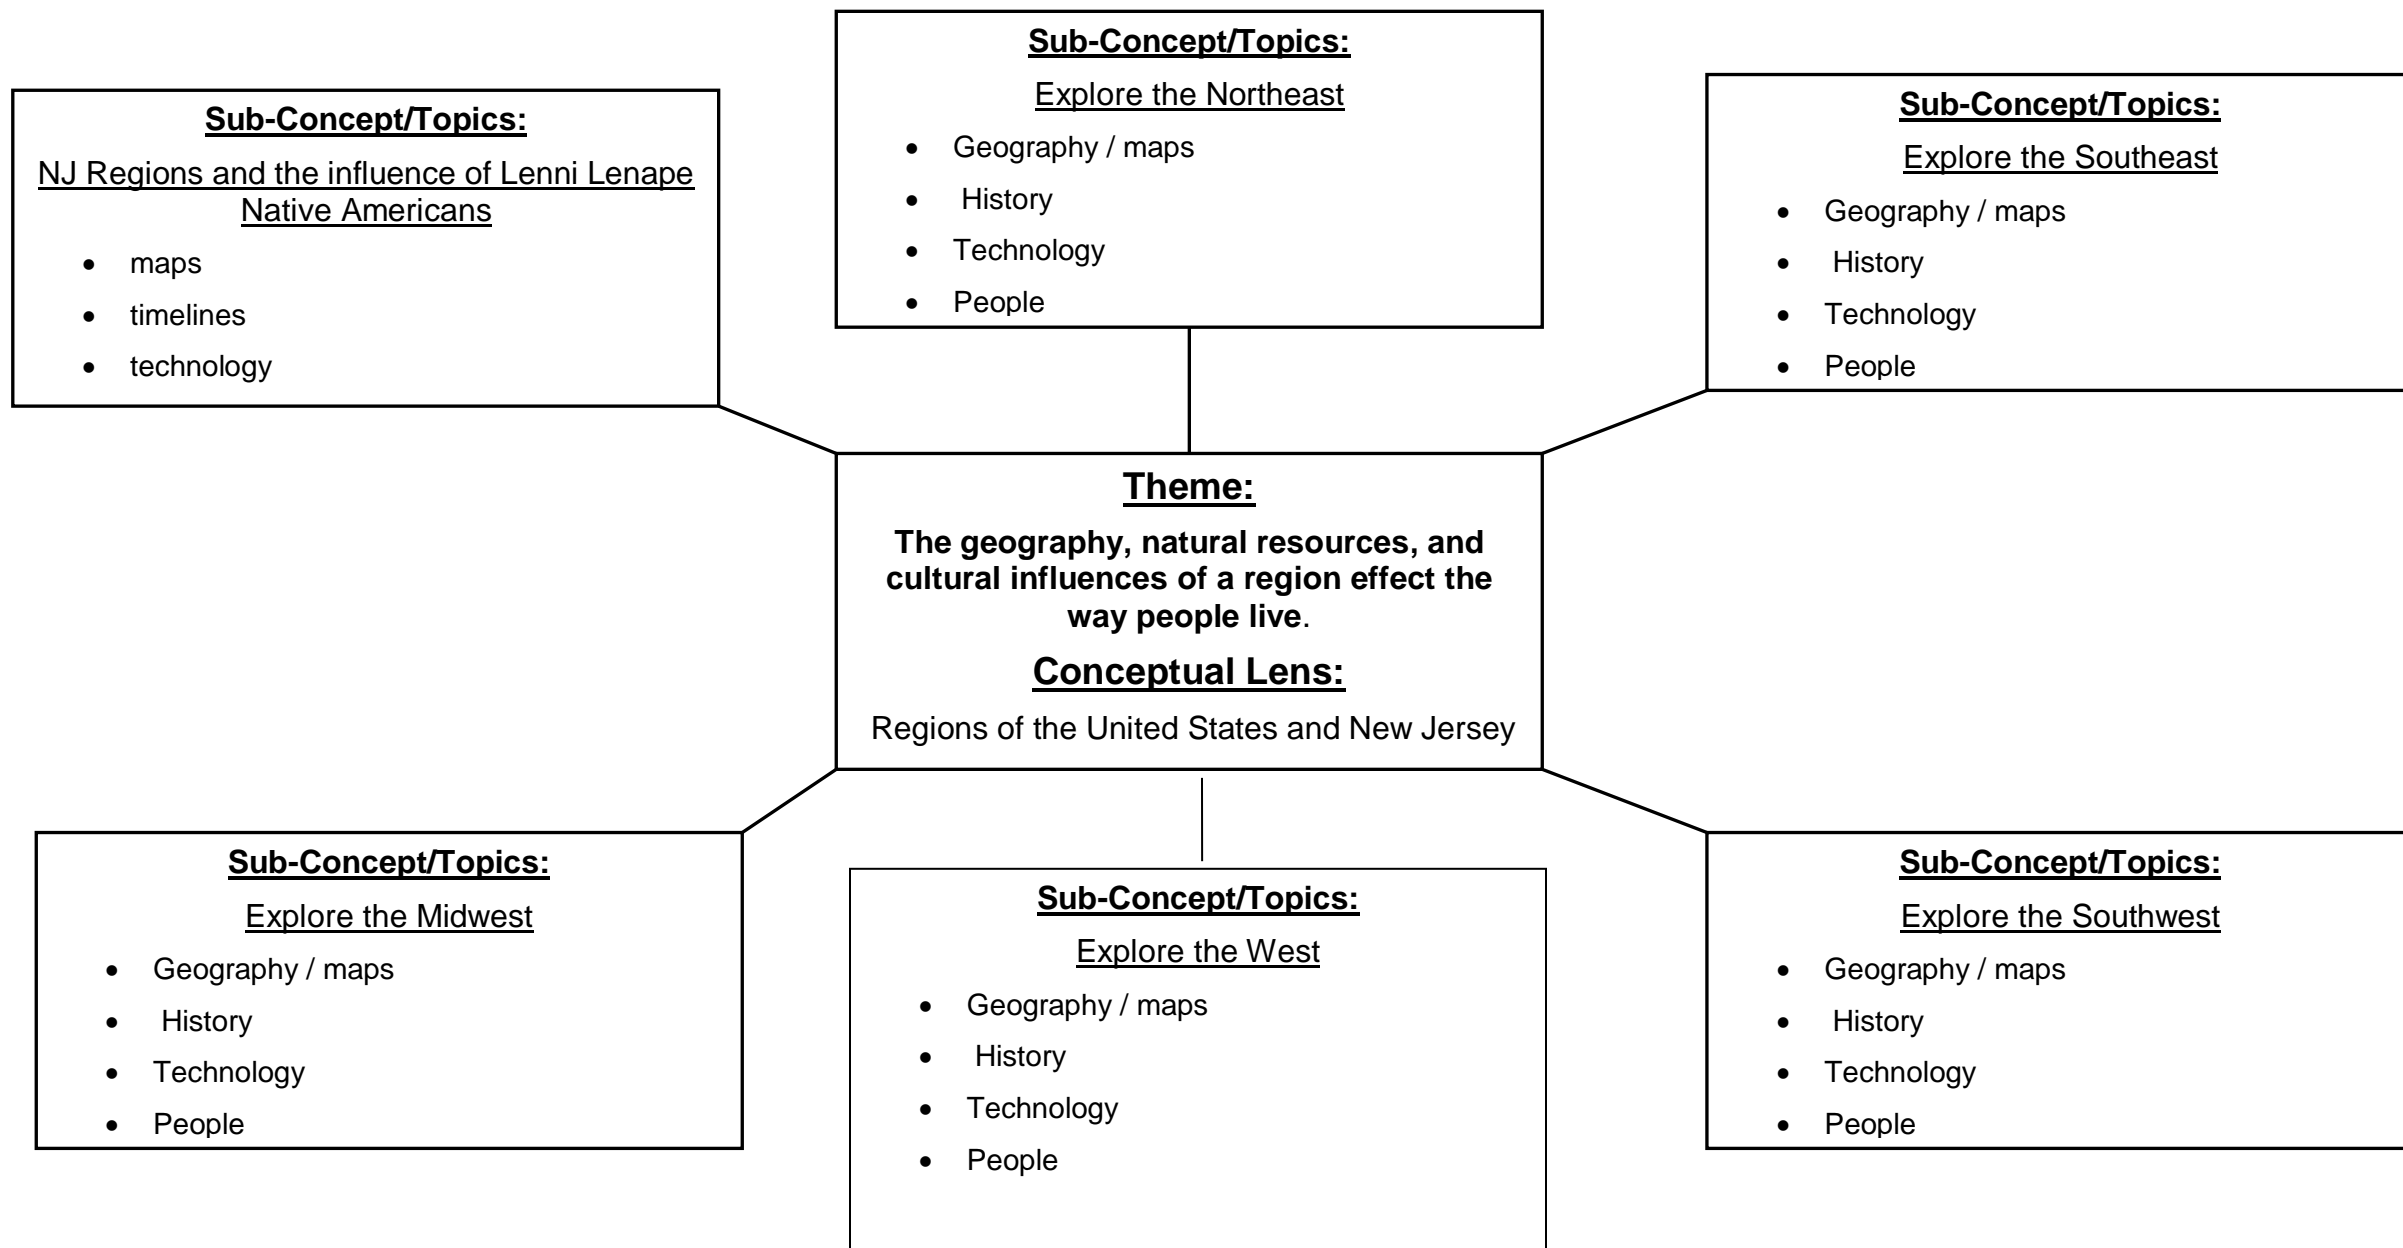 Sub-Concept/Topics:
NJ Regions and the influence of Lenni Lenape
Native Americans
• maps
• timelines
• technology
Sub-Concept/Topics:
Explore the Northeast
• Geography / maps
• History
• Technology
• People
Sub-Concept/Topics:
Explore the Southeast
• Geography / maps
• History
• Technology
• People
Theme:
The geography, natural resources, and
cultural influences of a region effect the
way people live.
Conceptual Lens:
Regions of the United States and New Jersey
Sub-Concept/Topics:
Explore the Midwest
• Geography / maps
• History
• Technology
• People
Sub-Concept/Topics:
Explore the West
• Geography / maps
• History
• Technology
• People
Sub-Concept/Topics:
Explore the Southwest
• Geography / maps
• History
• Technology
• People